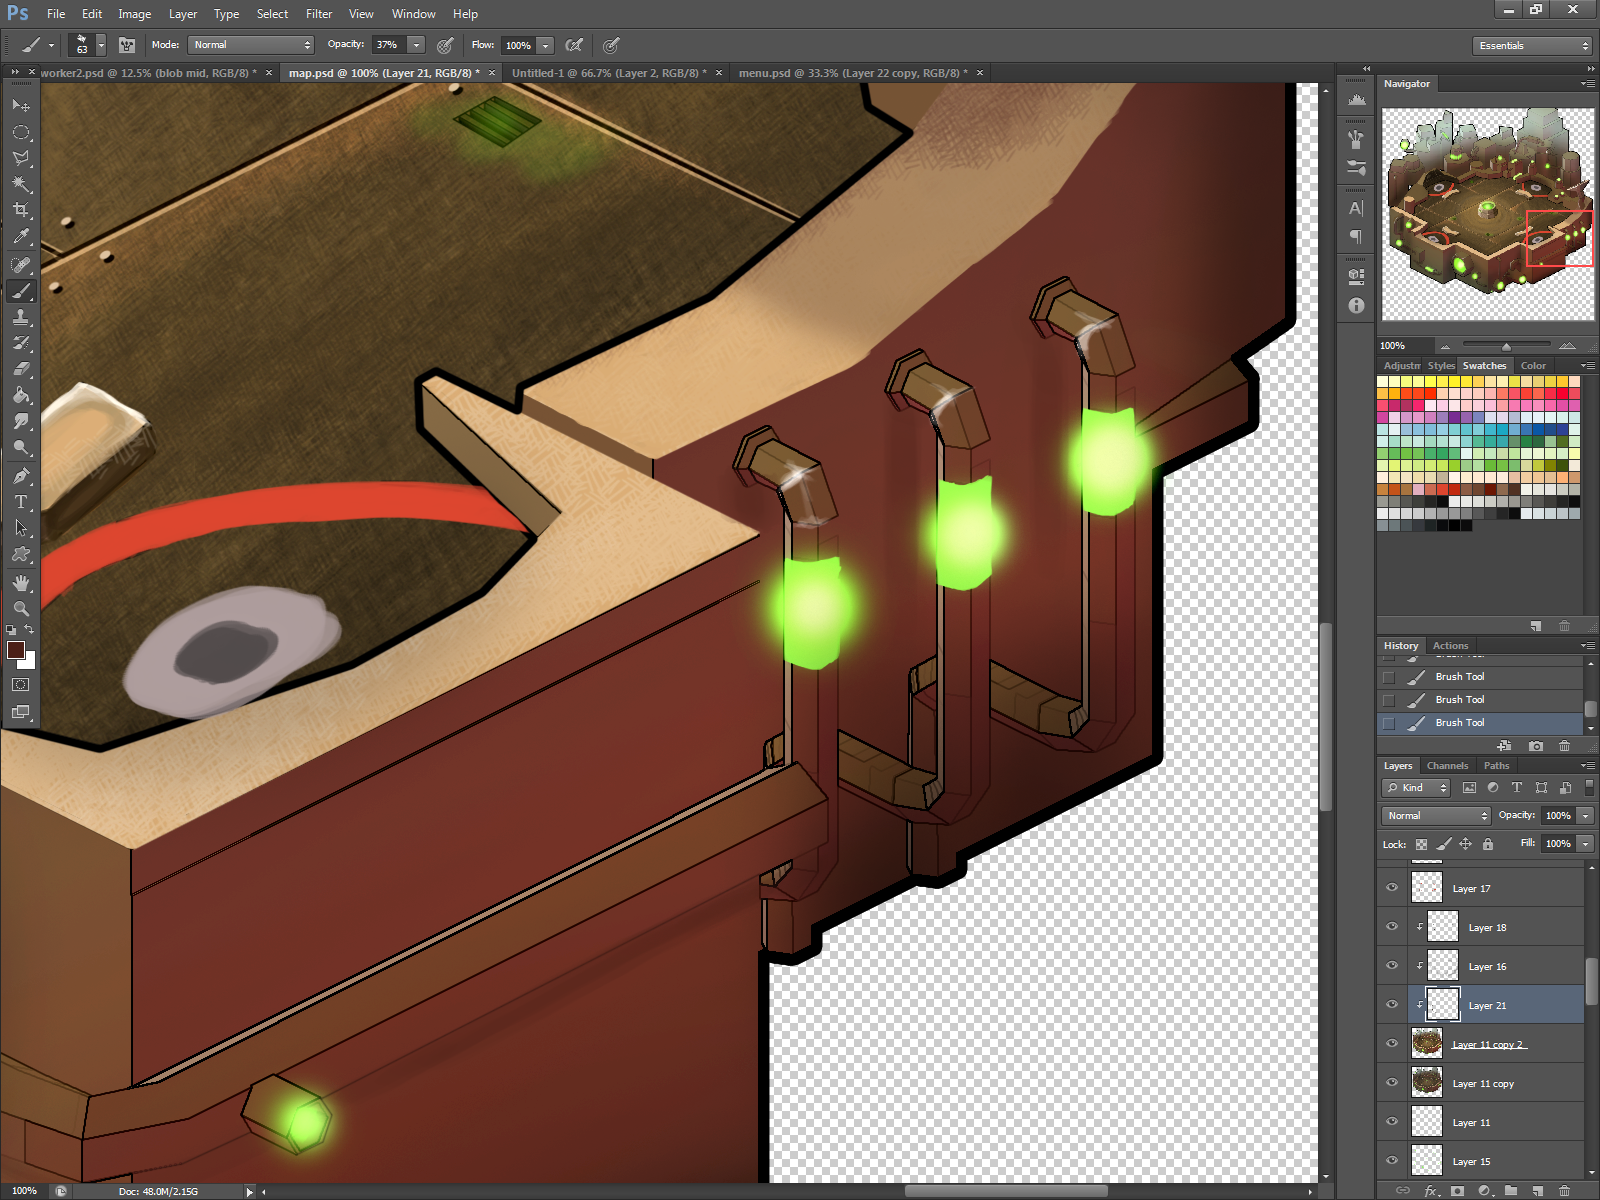 Ps File Edit Image Layer Type Select Filter View Window Help
63 Mode: Normal Opacity: 37% Flow: 100% Essentials
worker2.psd @ 12.5% (blob mid, RGB/8) * × map.psd @ 100% (Layer 21, RGB/8) * × Untitled-1 @ 66.7% (Layer 2, RGB/8) * × menu.psd @ 33.3% (Layer 22 copy, RGB/8) * ×
Navigator
100%
Adjustm Styles Swatches Color
History Actions
Brush Tool
Brush Tool
Brush Tool
Layers Channels Paths
Kind
Normal Opacity: 100%
Lock: Fill: 100%
Layer 17
Layer 18
Layer 16
Layer 21
Layer 11 copy 2
Layer 11 copy
Layer 11
Layer 15
100% Doc: 48.0M/2.15G